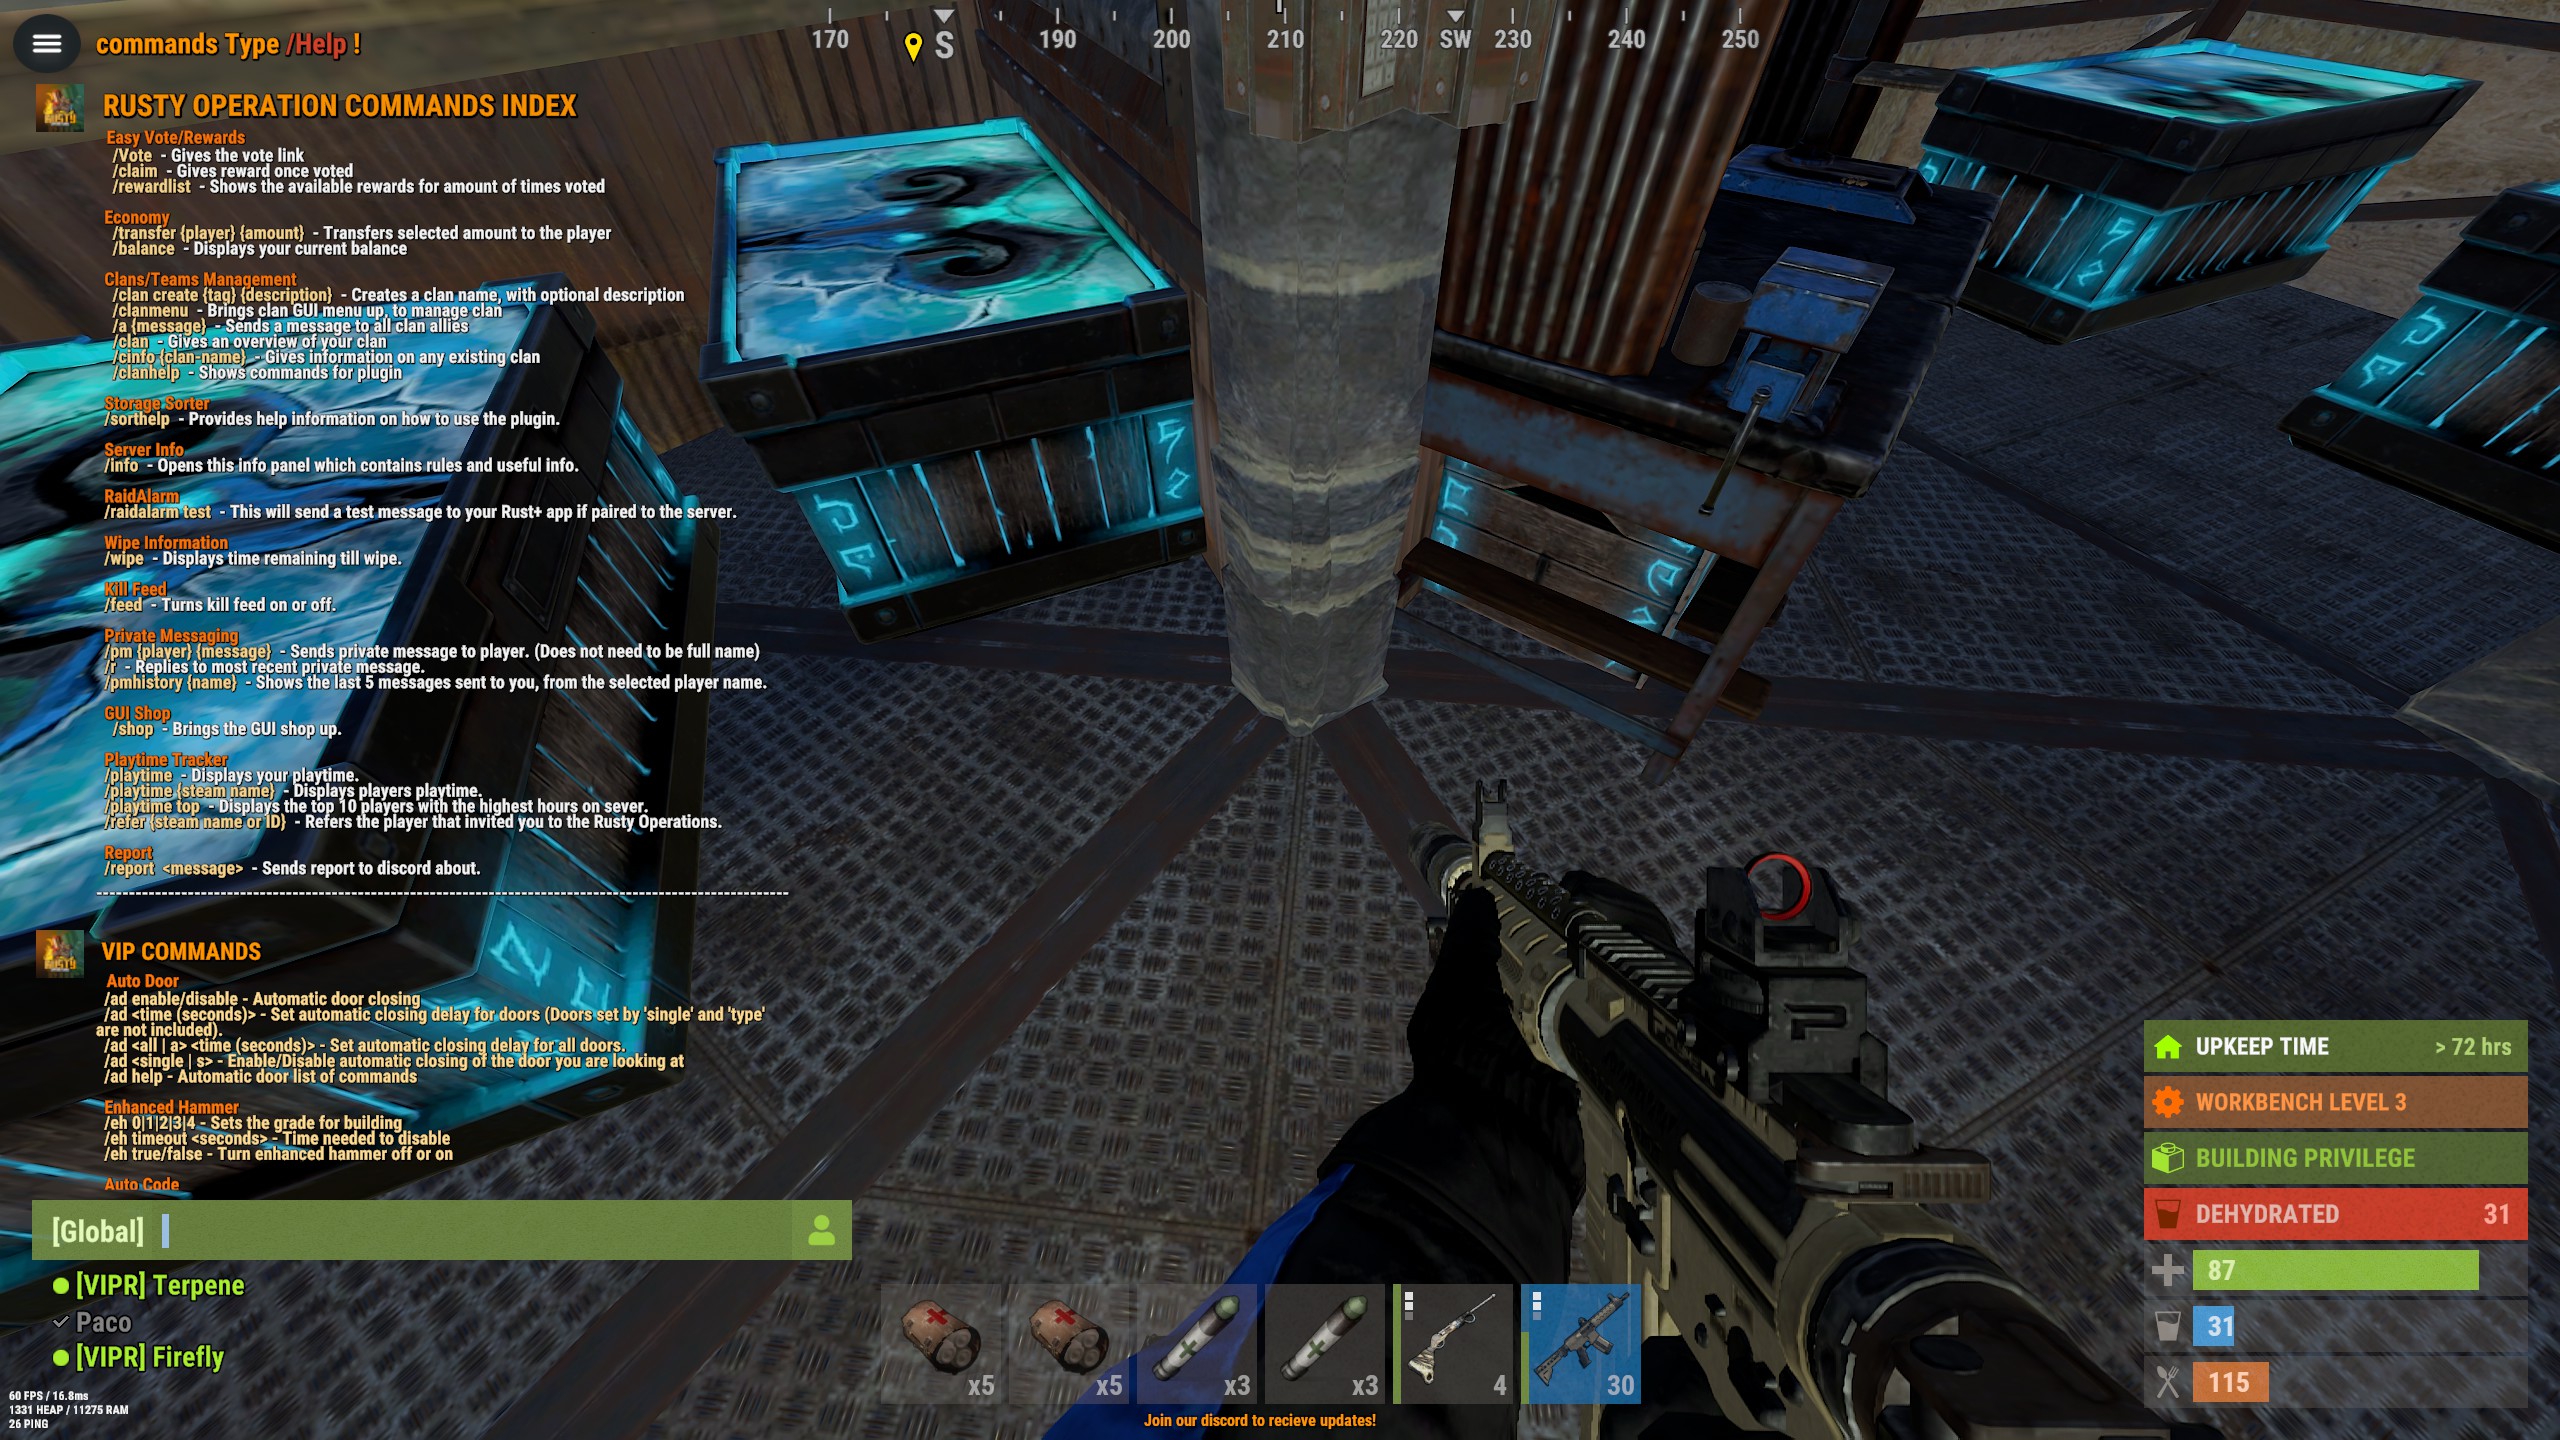 170 S 190 200 210 220 SW 230 240 250
commands Type /Help !
RUSTY OPERATION COMMANDS INDEX
Easy Vote/Rewards
/Vote - Gives the vote link
/claim - Gives reward once voted
/rewardlist - Shows the available rewards for amount of times voted
Economy
/transfer {player} {amount} - Transfers selected amount to the player
/balance - Displays your current balance
Clans/Teams Management
/clan create {tag} {description} - Creates a clan name, with optional description
/clanmenu - Brings clan GUI menu up, to manage clan
/a {message} - Sends a message to all clan allies
/clan - Gives an overview of your clan
/cinfo {clan-name} - Gives information on any existing clan
/clanhelp - Shows commands for plugin
Storage Sorter
/sorthelp - Provides help information on how to use the plugin.
Server Info
/info - Opens this info panel which contains rules and useful info.
RaidAlarm
/raidalarm test - This will send a test message to your Rust+ app if paired to the server.
Wipe Information
/wipe - Displays time remaining till wipe.
Kill Feed
/feed - Turns kill feed on or off.
Private Messaging
/pm {player} {message} - Sends private message to player. (Does not need to be full name)
/r - Replies to most recent private message.
/pmhistory {name} - Shows the last 5 messages sent to you, from the selected player name.
GUI Shop
/shop - Brings the GUI shop up.
Playtime Tracker
/playtime - Displays your playtime.
/playtime {steam name} - Displays players playtime.
/playtime top - Displays the top 10 players with the highest hours on sever.
/refer {steam name or ID} - Refers the player that invited you to the Rusty Operations.
Report
/report <message> - Sends report to discord about.
VIP COMMANDS
Auto Door
/ad enable/disable - Automatic door closing
/ad <time (seconds)> - Set automatic closing delay for doors (Doors set by 'single' and 'type'
are not included).
/ad <all | a> <time (seconds)> - Set automatic closing delay for all doors.
/ad <single | s> - Enable/Disable automatic closing of the door you are looking at
/ad help - Automatic door list of commands
Enhanced Hammer
/eh 0|1|2|3|4 - Sets the grade for building
/eh timeout <seconds> - Time needed to disable
/eh true/false - Turn enhanced hammer off or on
Auto Code
[Global]
[VIPR] Terpene
Paco
[VIPR] Firefly
60 FPS / 16.8ms
1331 HEAP / 11275 RAM
26 PING
x5 x5 x3 x3 4 30
Join our discord to recieve updates!
UPKEEP TIME > 72 hrs
WORKBENCH LEVEL 3
BUILDING PRIVILEGE
DEHYDRATED 31
87
31
115